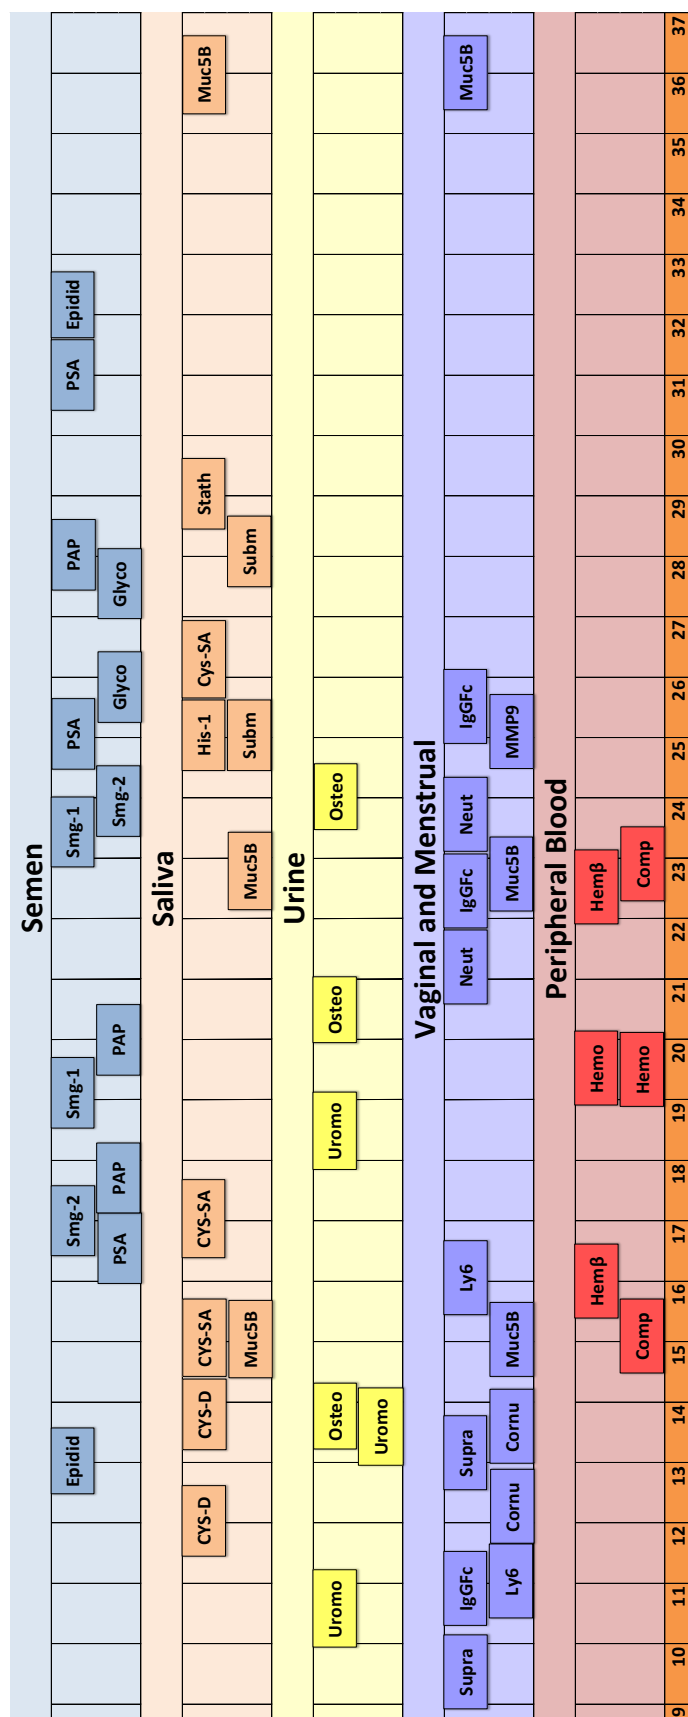 Semen
Epidid Smg-2 Smg-1 Smg-1 PSA PAP PSA Epidid
PSA PAP PAP Smg-2 Glyco Glyco
Saliva
CYS-D CYS-D CYS-SA CYS-SA His-1 Cys-SA Stath Muc5B
Muc5B Muc5B Subm Subm
Urine
Uromo Osteo Uromo Osteo Osteo
Uromo
Vaginal and Menstrual
Supra IgGFc Supra Ly6 Neut IgGFc Neut IgGFc Muc5B
Ly6 Cornu Cornu Muc5B Muc5B MMP9
Peripheral Blood
Hemβ Hemo Hemβ
Comp Hemo Comp
9 10 11 12 13 14 15 16 17 18 19 20 21 22 23 24 25 26 27 28 29 30 31 32 33 34 35 36 37